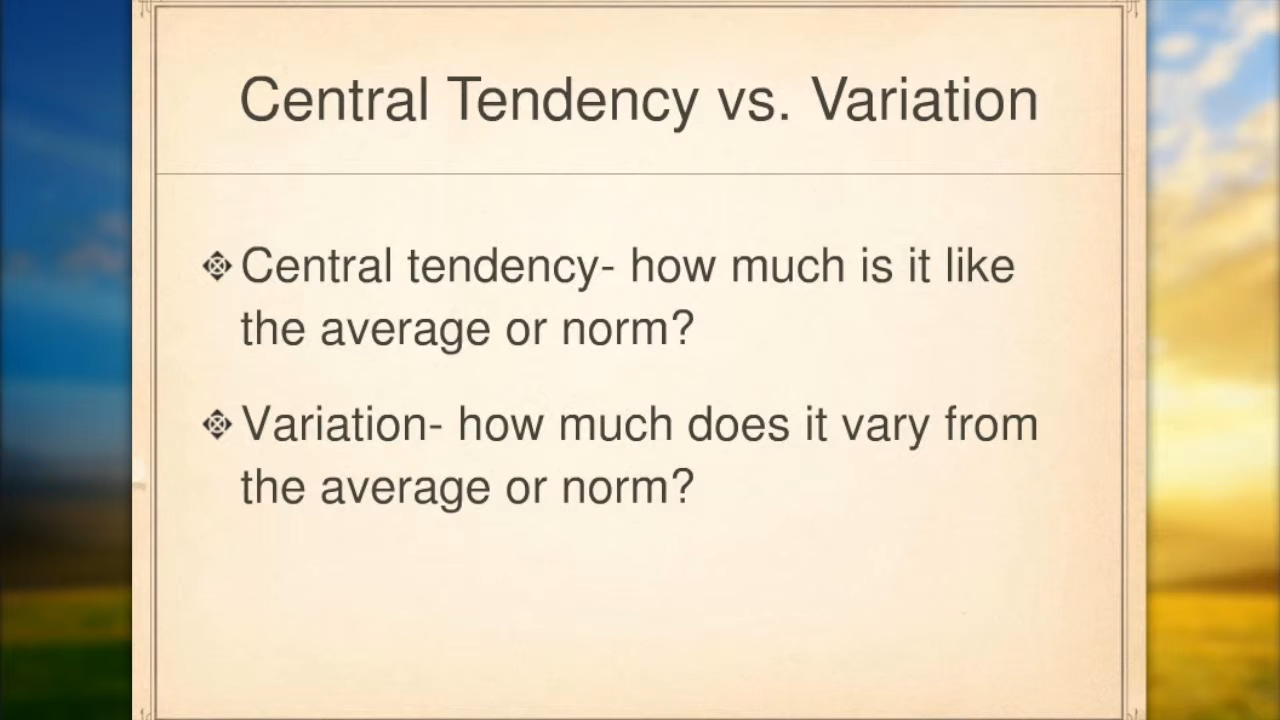 Central Tendency vs. Variation
Central tendency- how much is it like
the average or norm?
Variation- how much does it vary from
the average or norm?